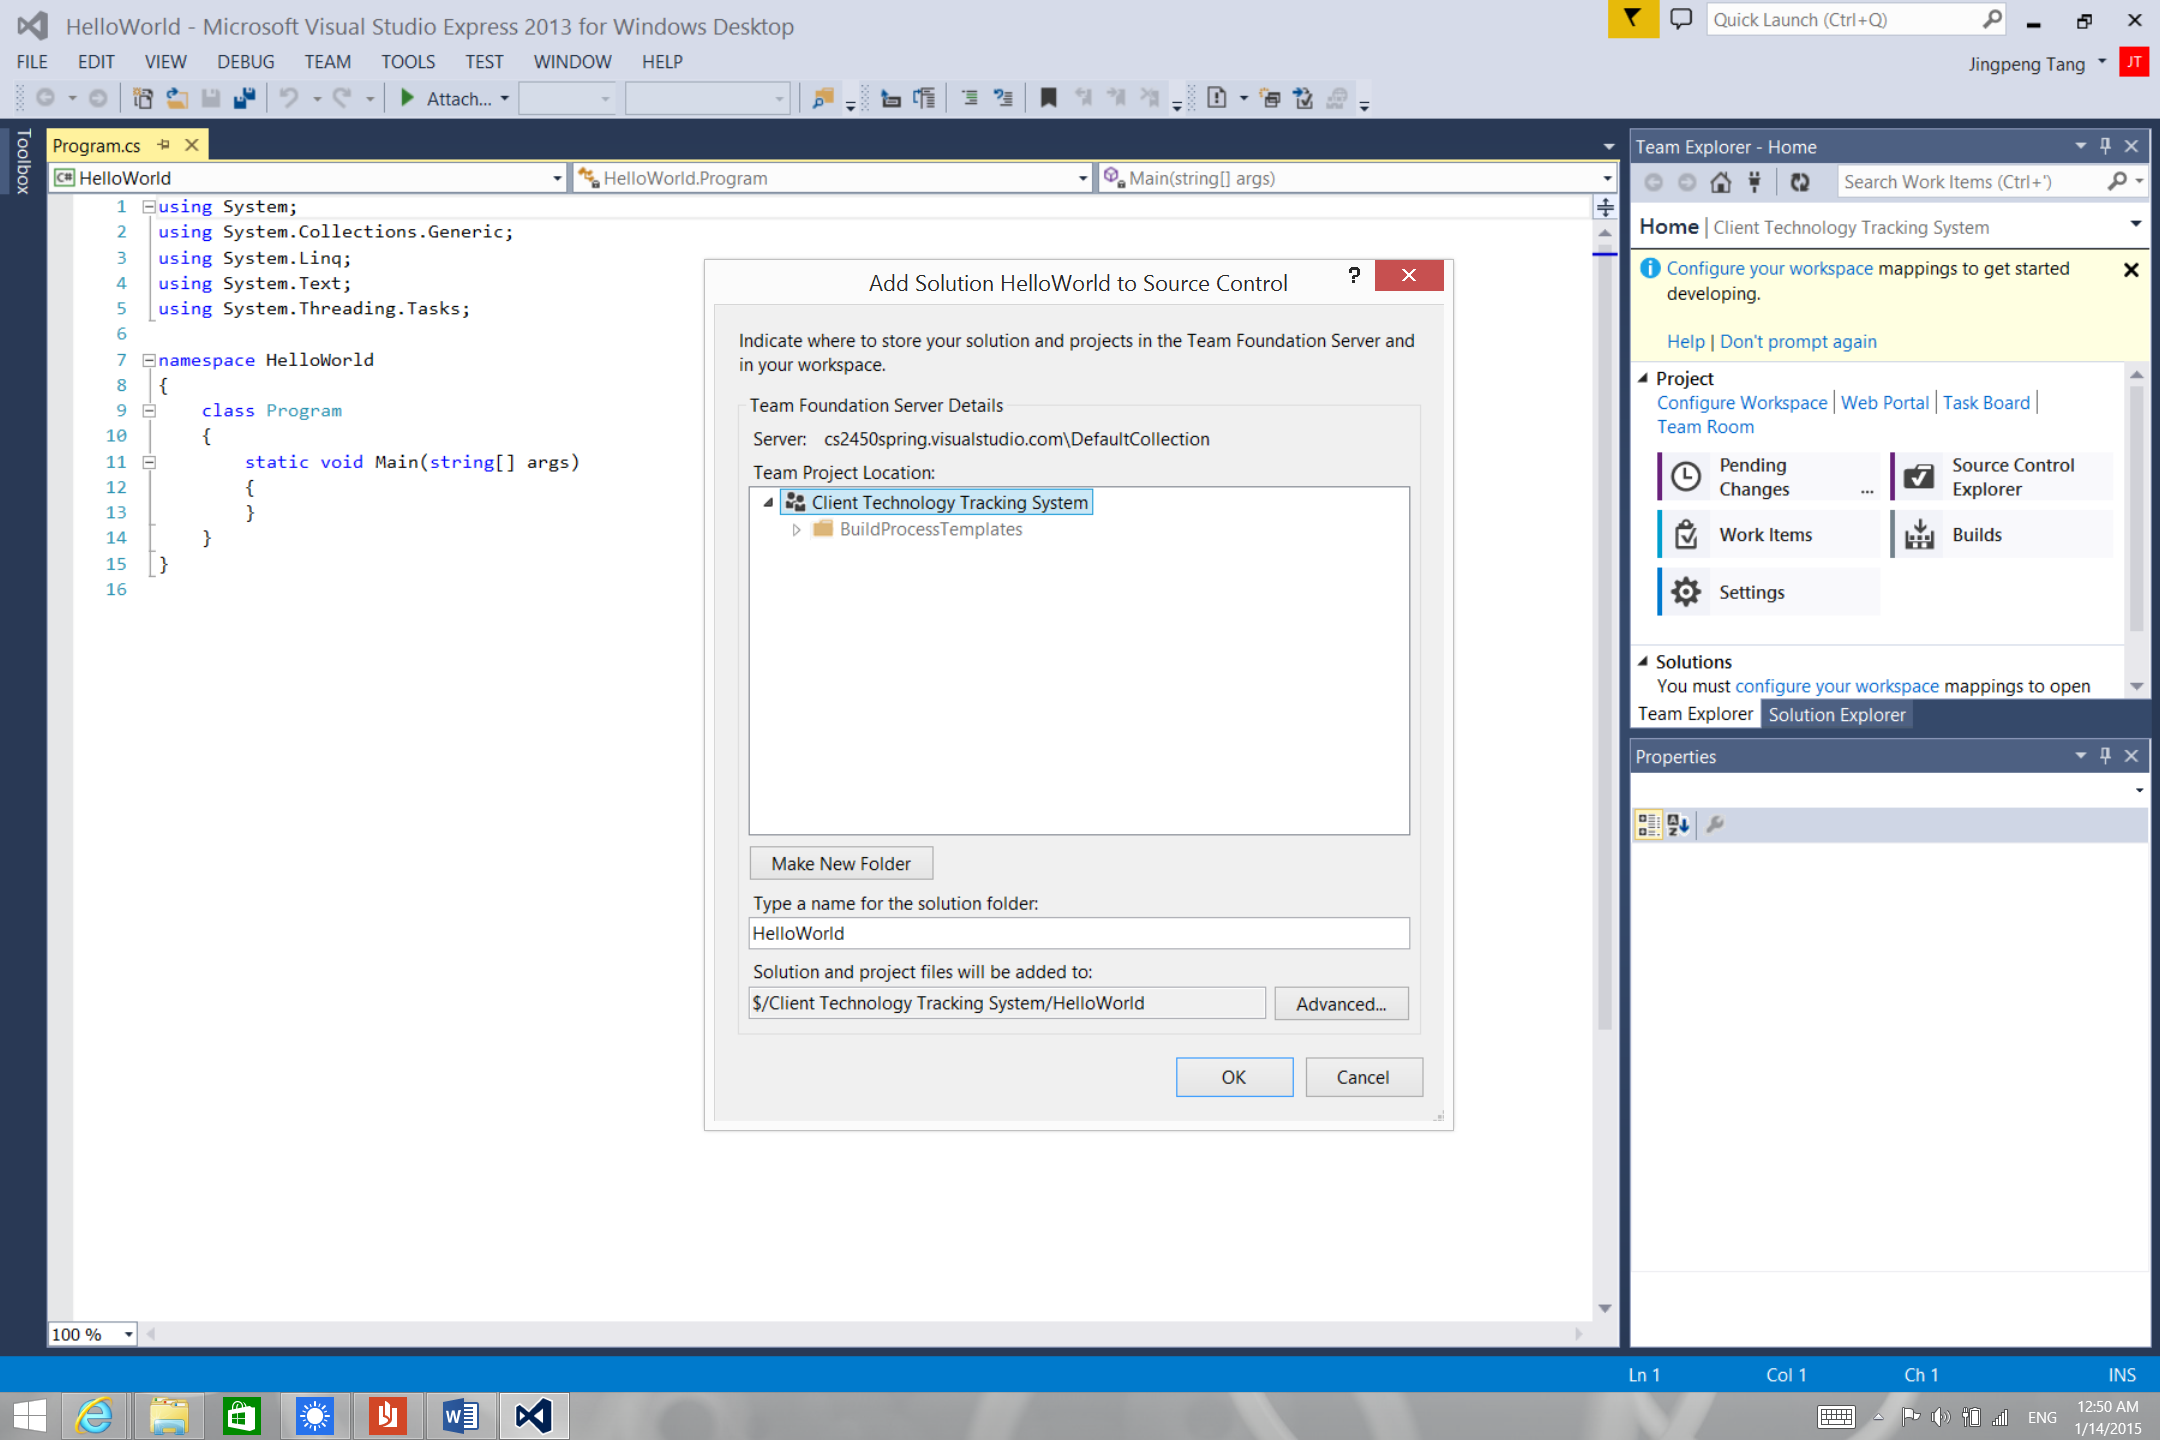 HelloWorld - Microsoft Visual Studio Express 2013 for Windows Desktop
Quick Launch (Ctrl+Q)
FILE EDIT VIEW DEBUG TEAM TOOLS TEST WINDOW HELP
Jingpeng Tang JT
Attach...
Toolbox
Program.cs
HelloWorld HelloWorld.Program Main(string[] args)
1 using System;
2 using System.Collections.Generic;
3 using System.Linq;
4 using System.Text;
5 using System.Threading.Tasks;
6
7 namespace HelloWorld
8 {
9 class Program
10 {
11 static void Main(string[] args)
12 {
13 }
14 }
15 }
16
100 %
Add Solution HelloWorld to Source Control
Indicate where to store your solution and projects in the Team Foundation Server and
in your workspace.
Team Foundation Server Details
Server: cs2450spring.visualstudio.com\DefaultCollection
Team Project Location:
Client Technology Tracking System
BuildProcessTemplates
Make New Folder
Type a name for the solution folder:
HelloWorld
Solution and project files will be added to:
$/Client Technology Tracking System/HelloWorld
Advanced...
OK Cancel
Team Explorer - Home
Search Work Items (Ctrl+')
Home | Client Technology Tracking System
Configure your workspace mappings to get started
developing.
Help | Don't prompt again
Project
Configure Workspace | Web Portal | Task Board |
Team Room
Pending
Changes ...
Source Control
Explorer
Work Items
Builds
Settings
Solutions
You must configure your workspace mappings to open
Team Explorer Solution Explorer
Properties
Ln 1 Col 1 Ch 1 INS
ENG
12:50 AM
1/14/2015